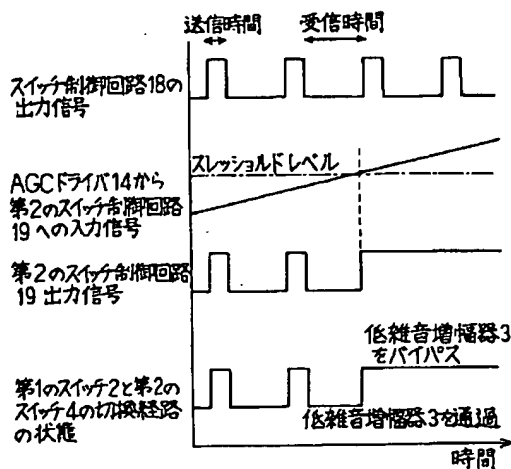 送信時間
受信時間
スイッチ制御回路18の
出力信号
スレッショルドレベル
AGCドライバ14から
第2のスイッチ制御回路
19への入力信号
第2のスイッチ制御回路
19 出力信号
低雑音増幅器3
をバイパス
第1のスイッチ2と第2の
スイッチ4の切換経路
の状態
低雑音増幅器3を通過
時間